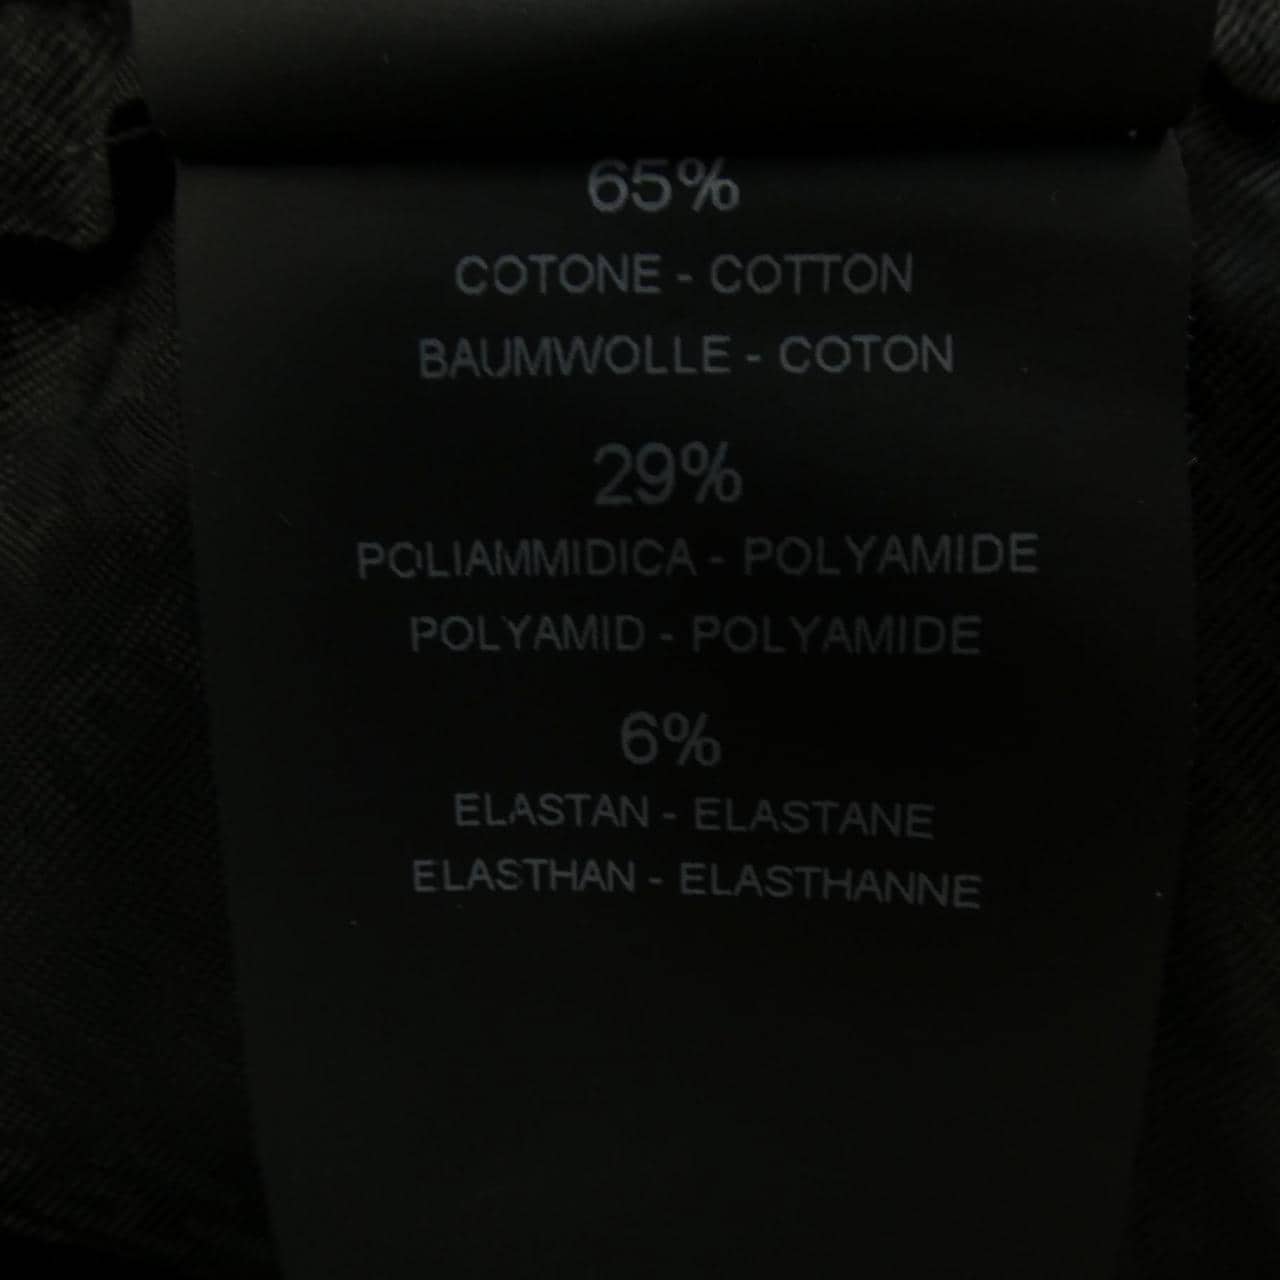 65%
COTONE - COTTON
BAUMWOLLE - COTON
29%
POLIAMMIDICA - POLYAMIDE
POLYAMID - POLYAMIDE
6%
ELASTAN - ELASTANE
ELASTHAN - ELASTHANNE